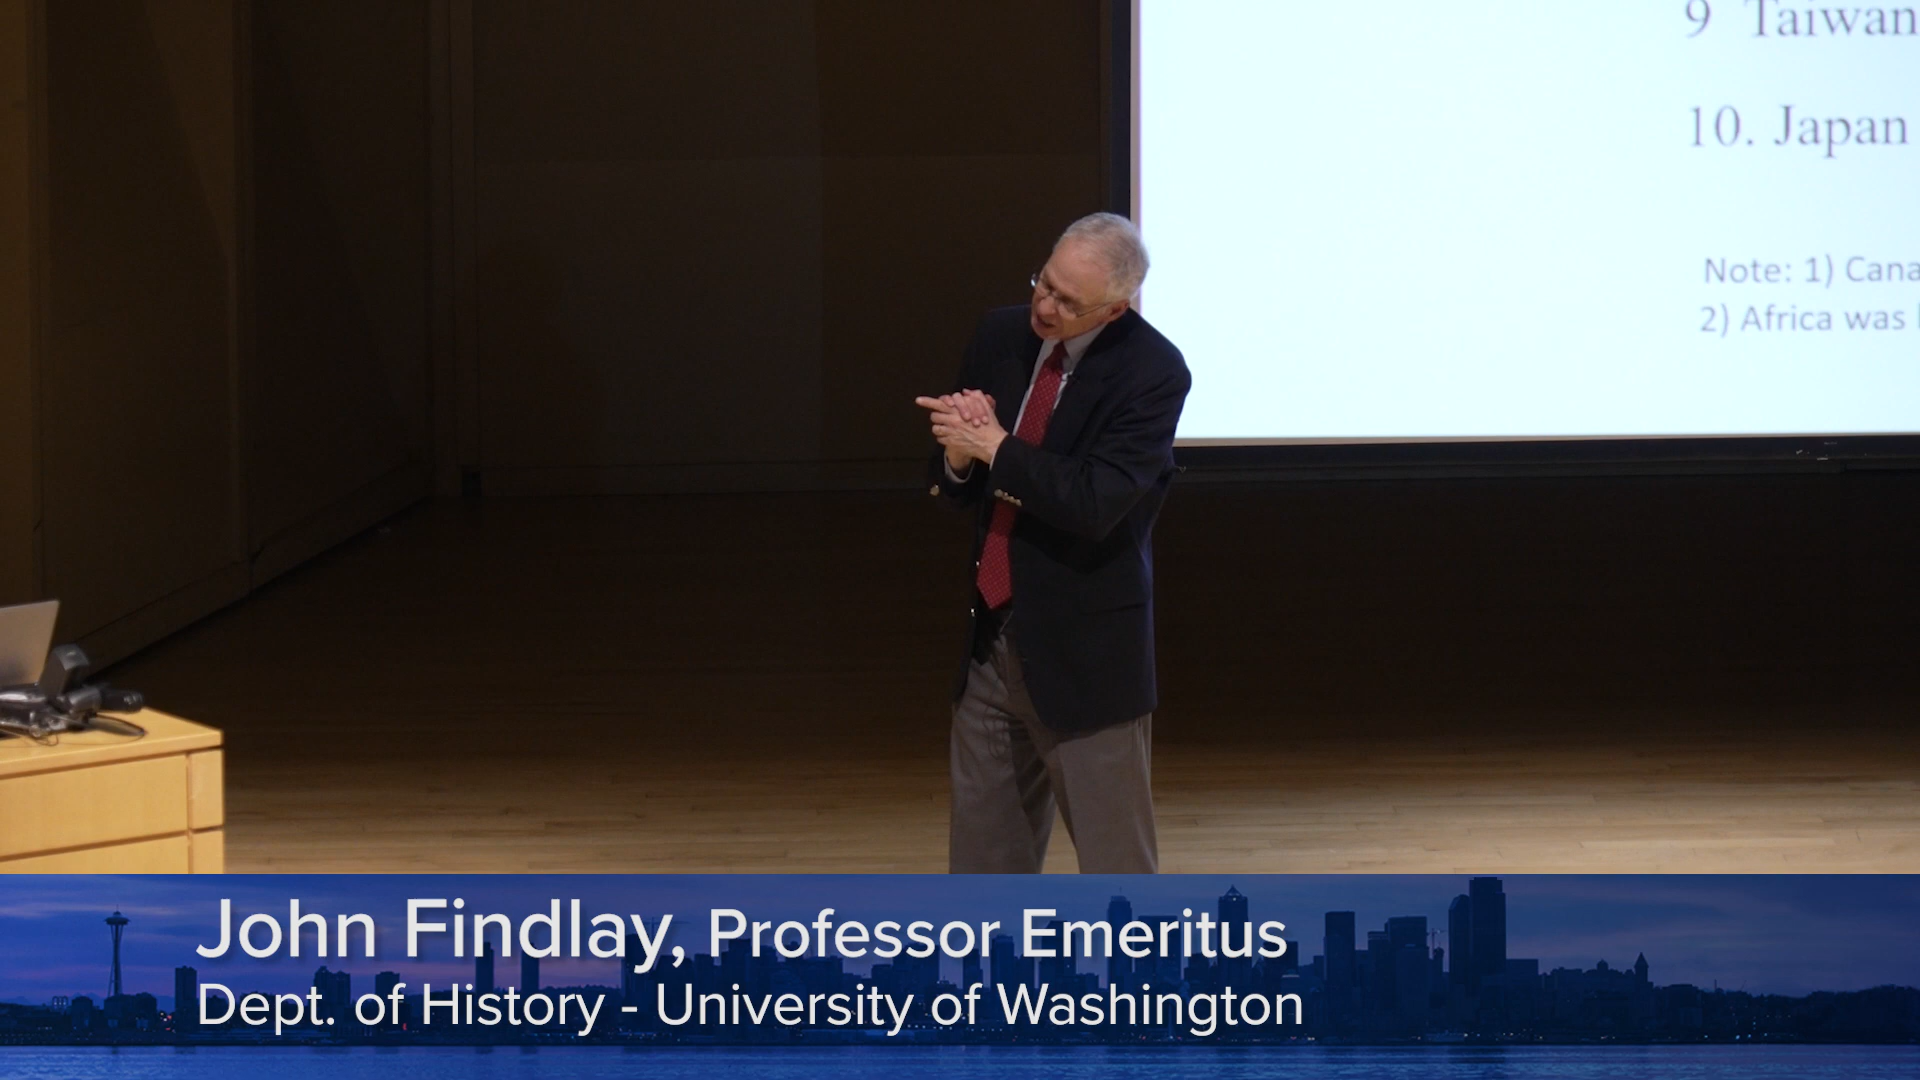 9 Taiwan
10. Japan
Note: 1)
2) Africa was
John Findlay, Professor Emeritus
Dept. of History - University of Washington